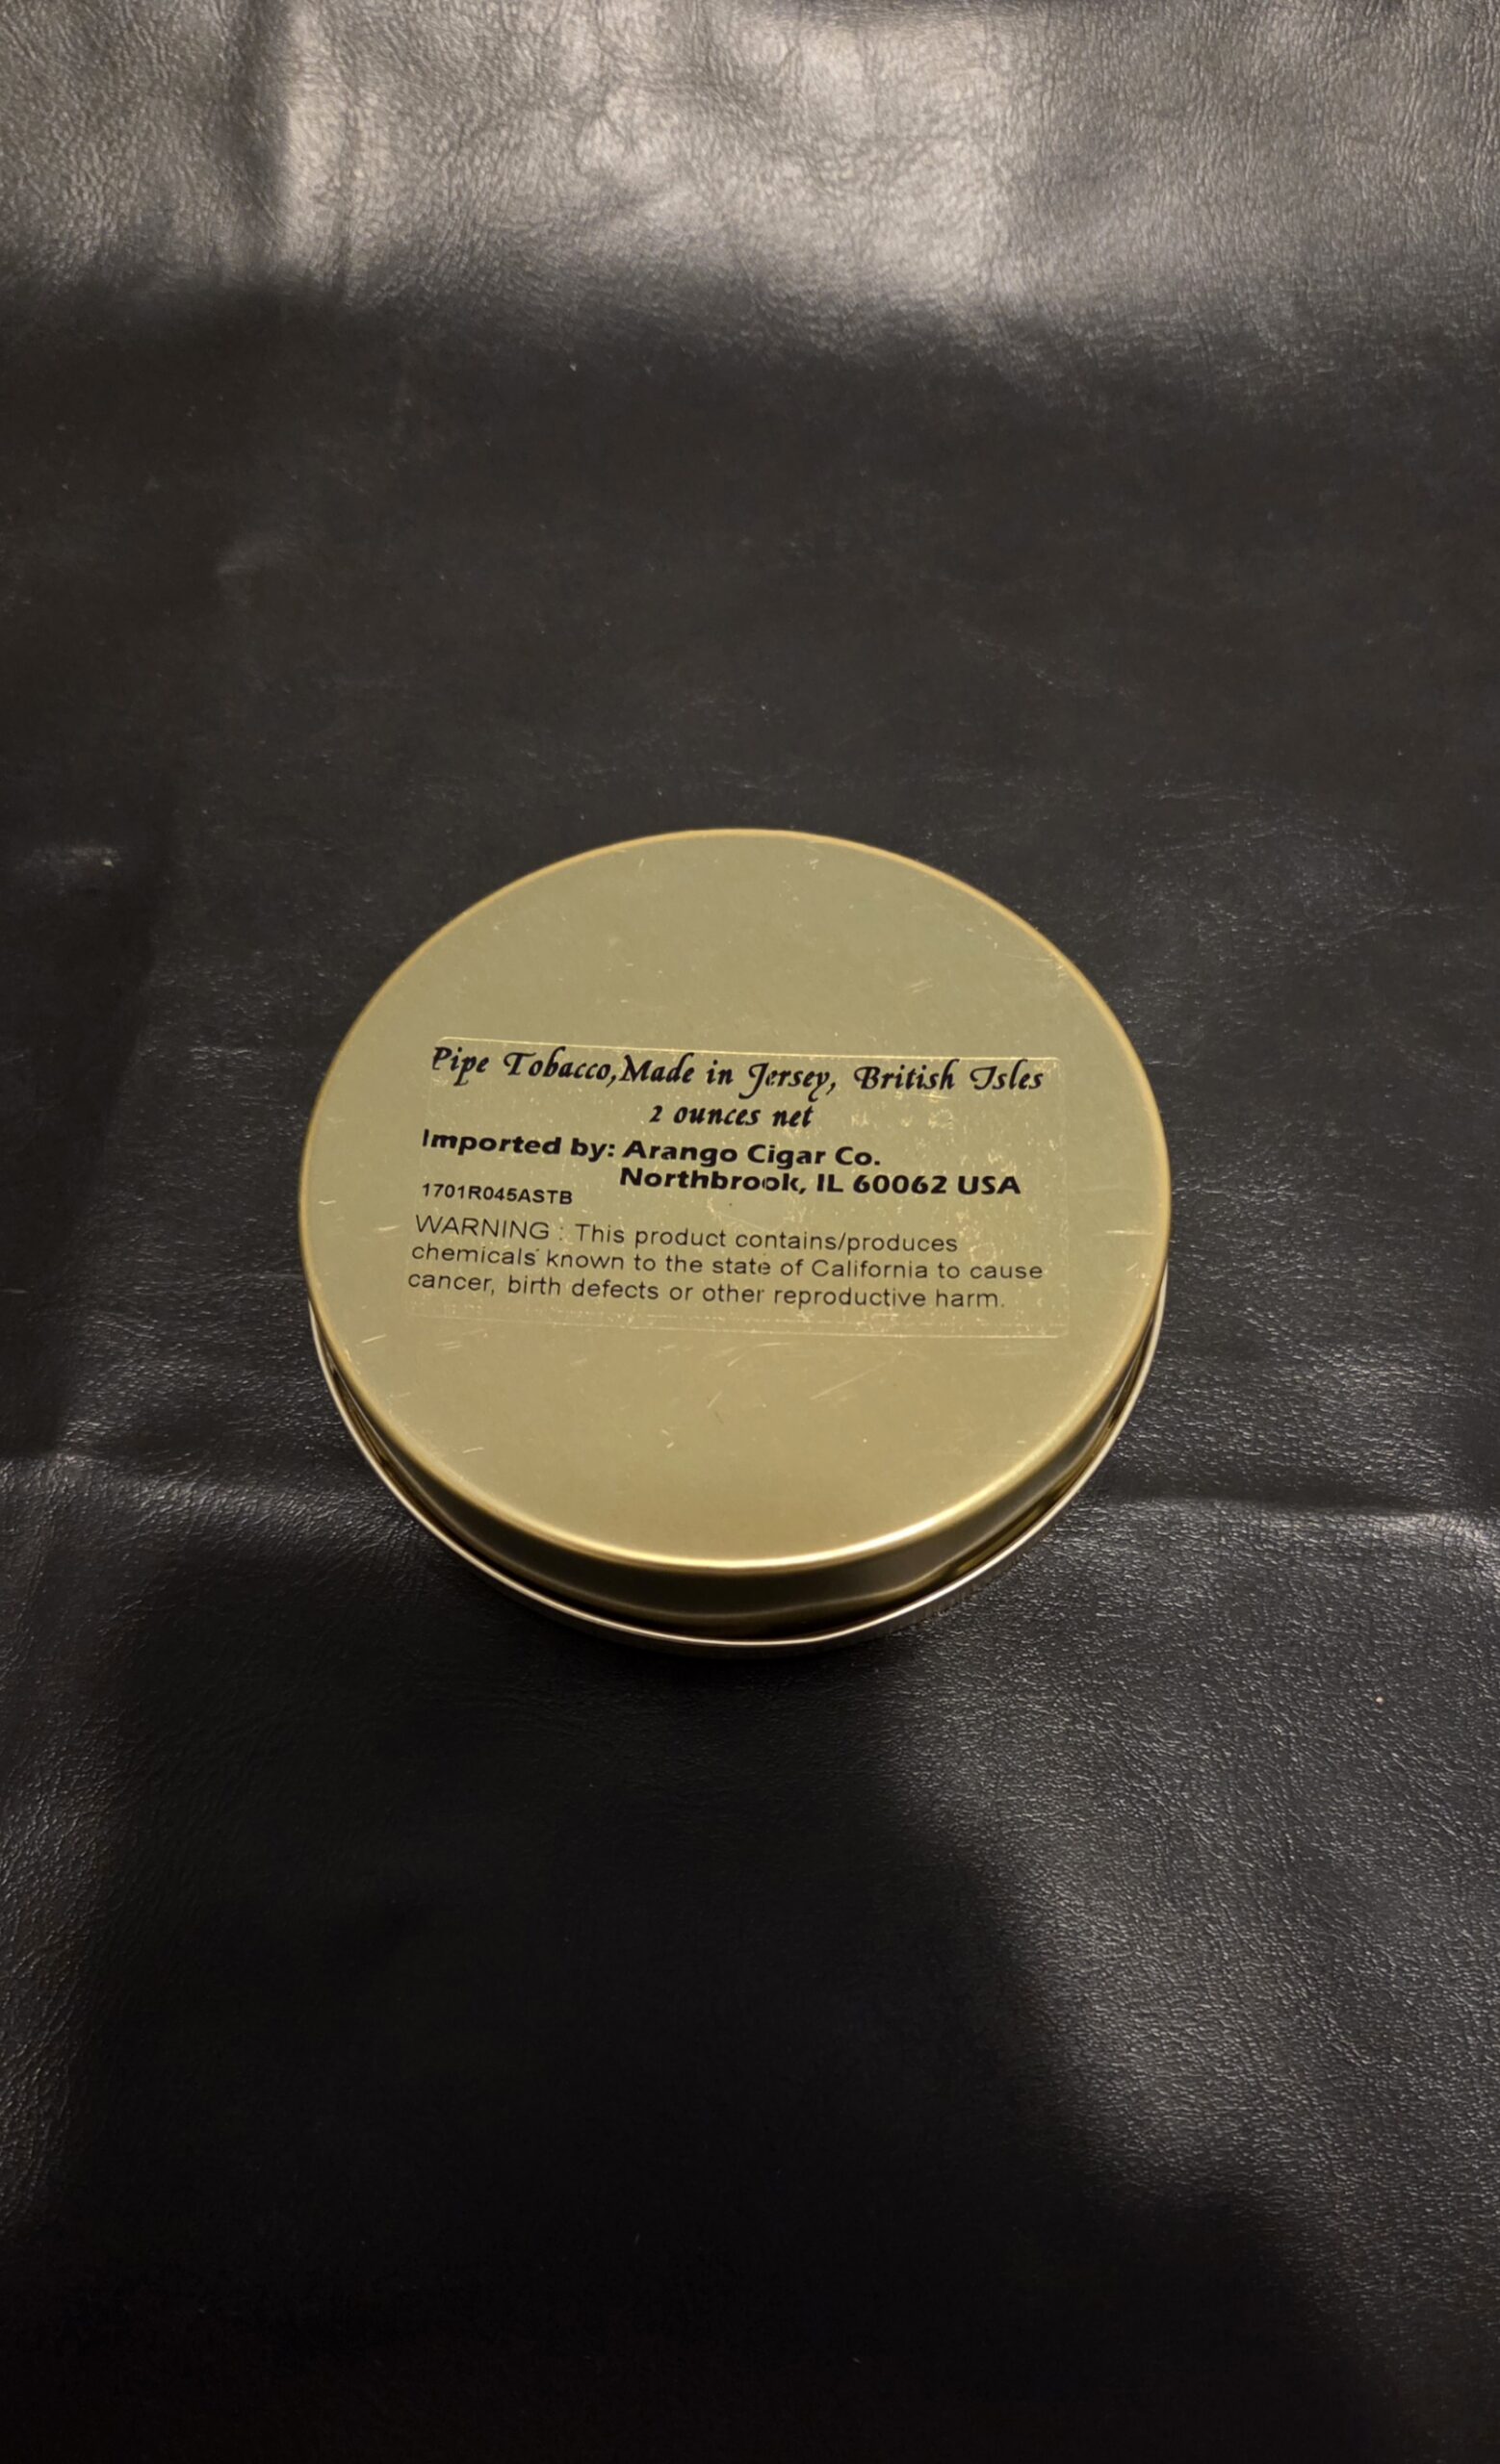 Pipe Tobacco,Made in Jersey, British Isles
2 ounces net
Imported by: Arango Cigar Co.
Northbrook, IL 60062 USA
1701R045ASTB
WARNING : This product contains/produces
chemicals known to the state of California to cause
cancer, birth defects or other reproductive harm.